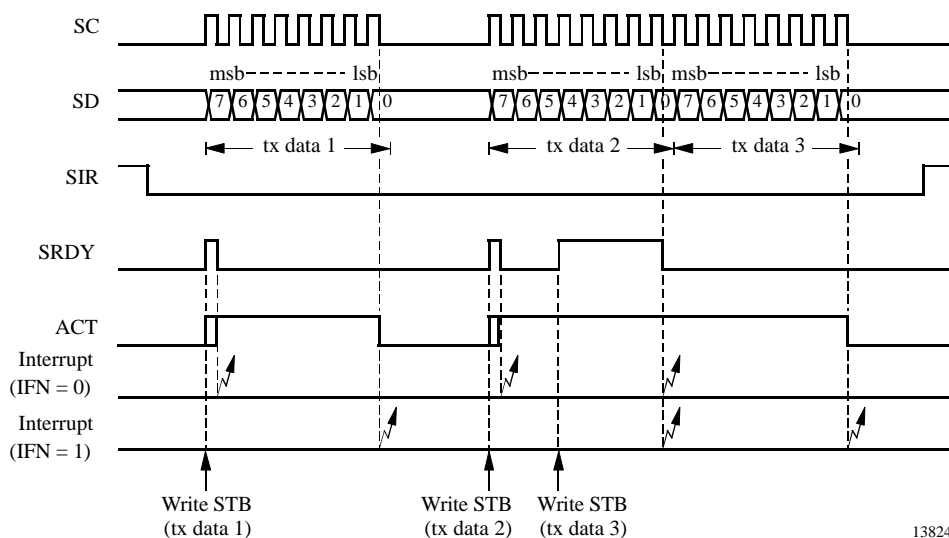 SC
msb lsb msb lsb
SD 7 6 5 4 3 2 1 0 7 6 5 4 3 2 1 0 7 6 5 4 3 2 1 0
tx data 1 tx data 2 tx data 3
SIR
SRDY
ACT
Interrupt
(IFN = 0)
Interrupt
(IFN = 1)
Write STB Write STB Write STB
(tx data 1) (tx data 2) (tx data 3)
13824